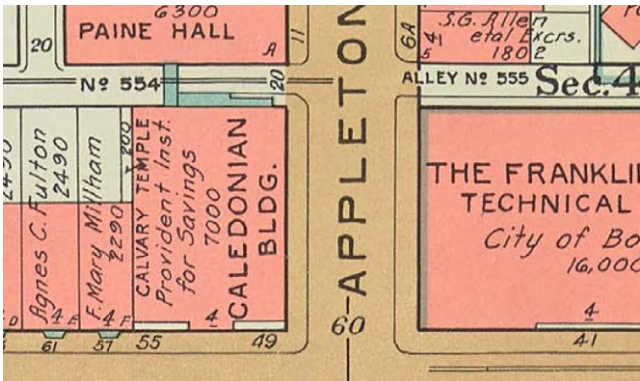 6300
PAINE HALL
A
20
11
6A
S.G. Allen
etal Excrs.
1802
4
5
No 554
20
ALLEY No 555
Sec. 4
APPLETON
60
2490
Agnes C. Fulton
2490
F. Mary Millham
2290
200
CALVARY TEMPLE
Provident Inst.
for Savings
7000
CALEDONIAN
BLDG.
THE FRANKLI
TECHNICAL
City of Bo
16,000
D
4 E
4 F
4
4
61
57
55
49
41